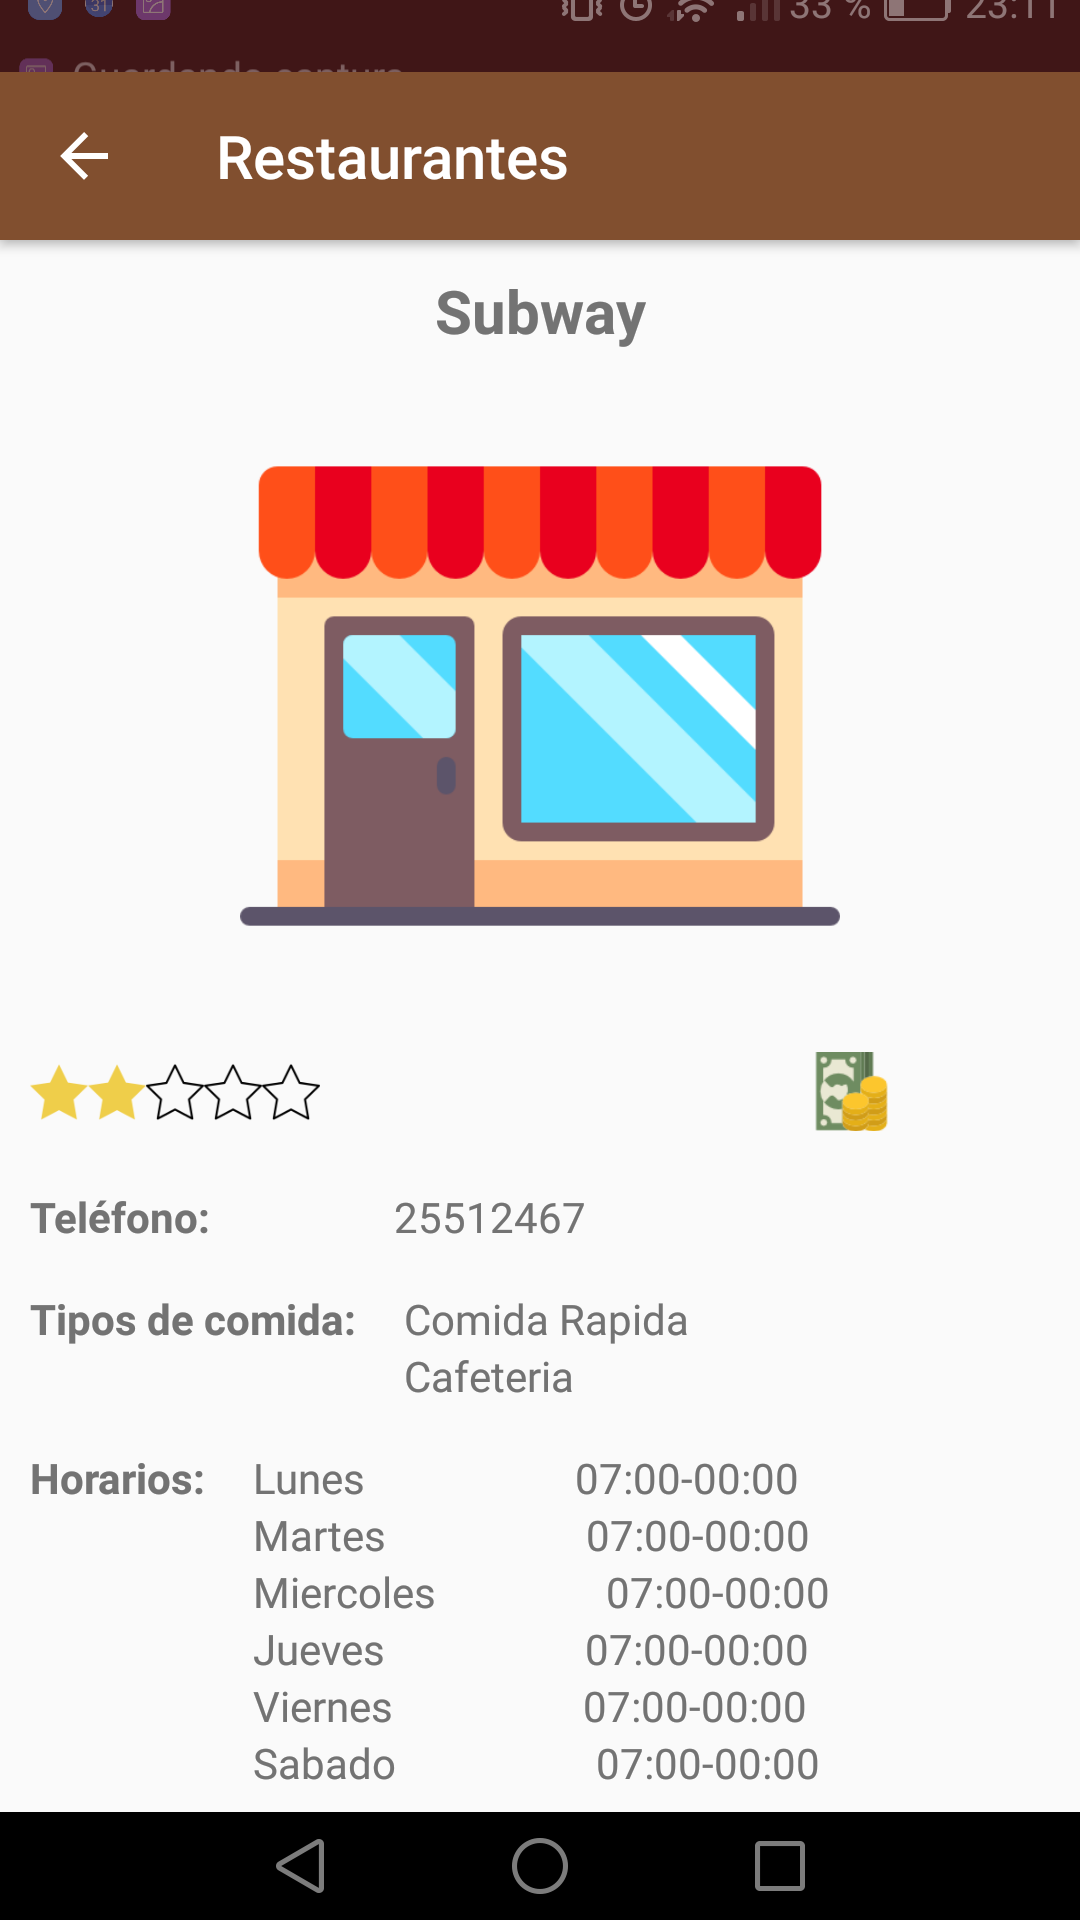 33 % 23:11
Guardando captura
Restaurantes
Subway
Teléfono: 25512467
Tipos de comida: Comida Rapida
Cafeteria
Horarios: Lunes 07:00-00:00
Martes 07:00-00:00
Miercoles 07:00-00:00
Jueves 07:00-00:00
Viernes 07:00-00:00
Sabado 07:00-00:00